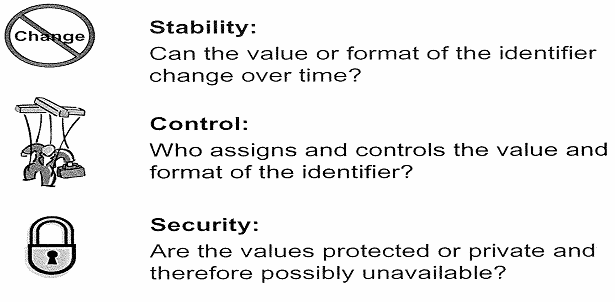 Change
Stability:
Can the value or format of the identifier
change over time?
Control:
Who assigns and controls the value and
format of the identifier?
Security:
Are the values protected or private and
therefore possibly unavailable?